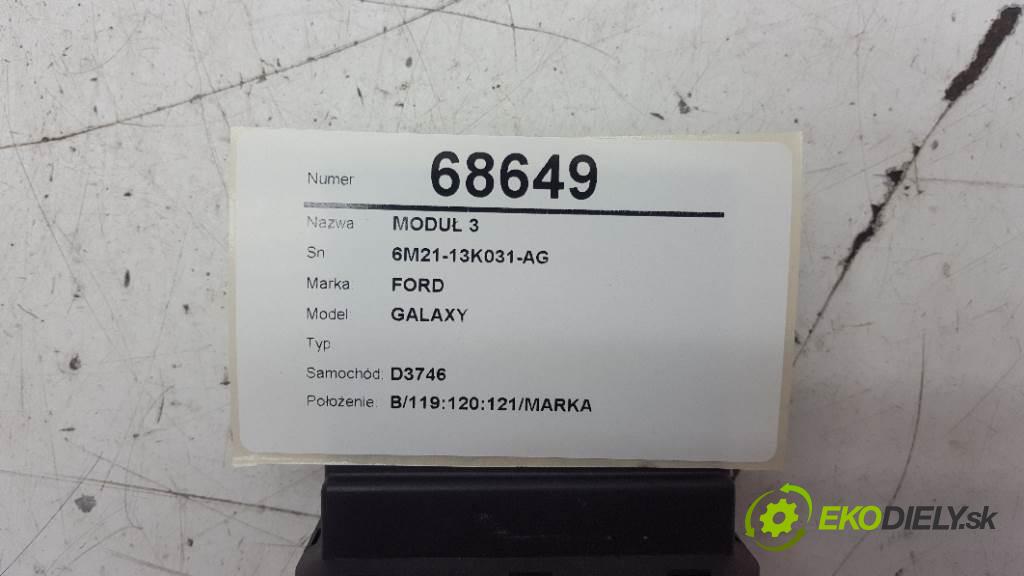 Numer 68649
Nazwa MODUŁ 3
Sn 6M21-13K031-AG
Marka FORD
Model GALAXY
Typ
Samochód: D3746
Położenie: B/119:120:121/MARKA
EKODIELY.sk